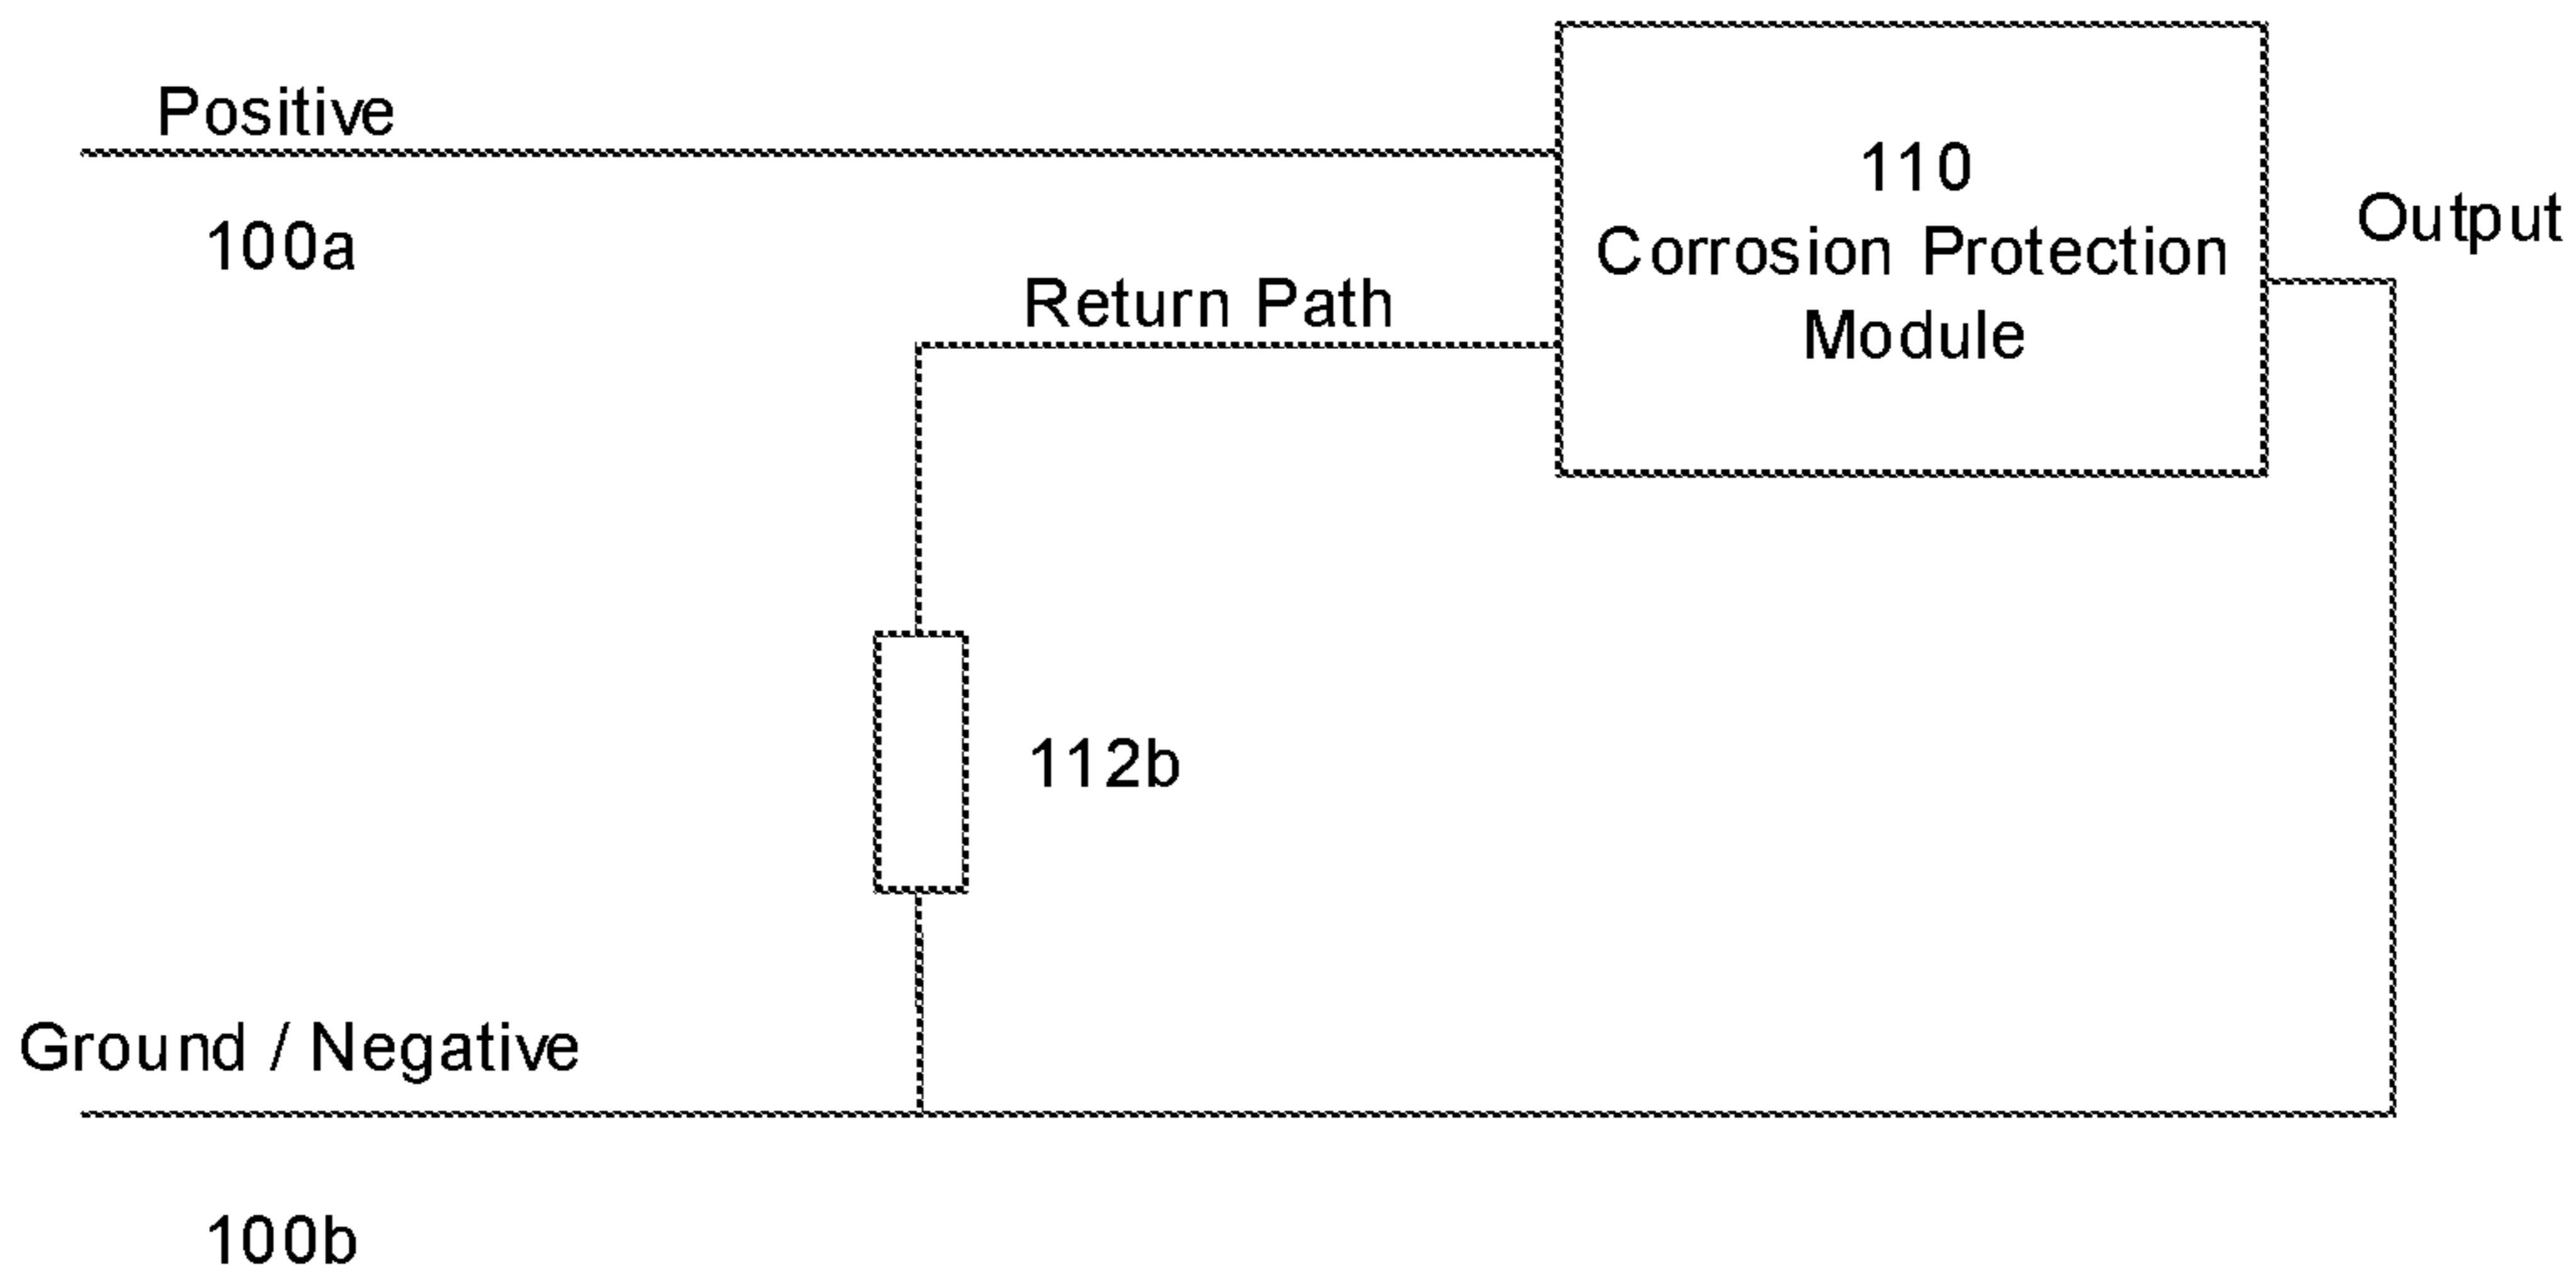 Positive
100a
110
Corrosion Protection
Module
Output
Return Path
112b
Ground / Negative
100b